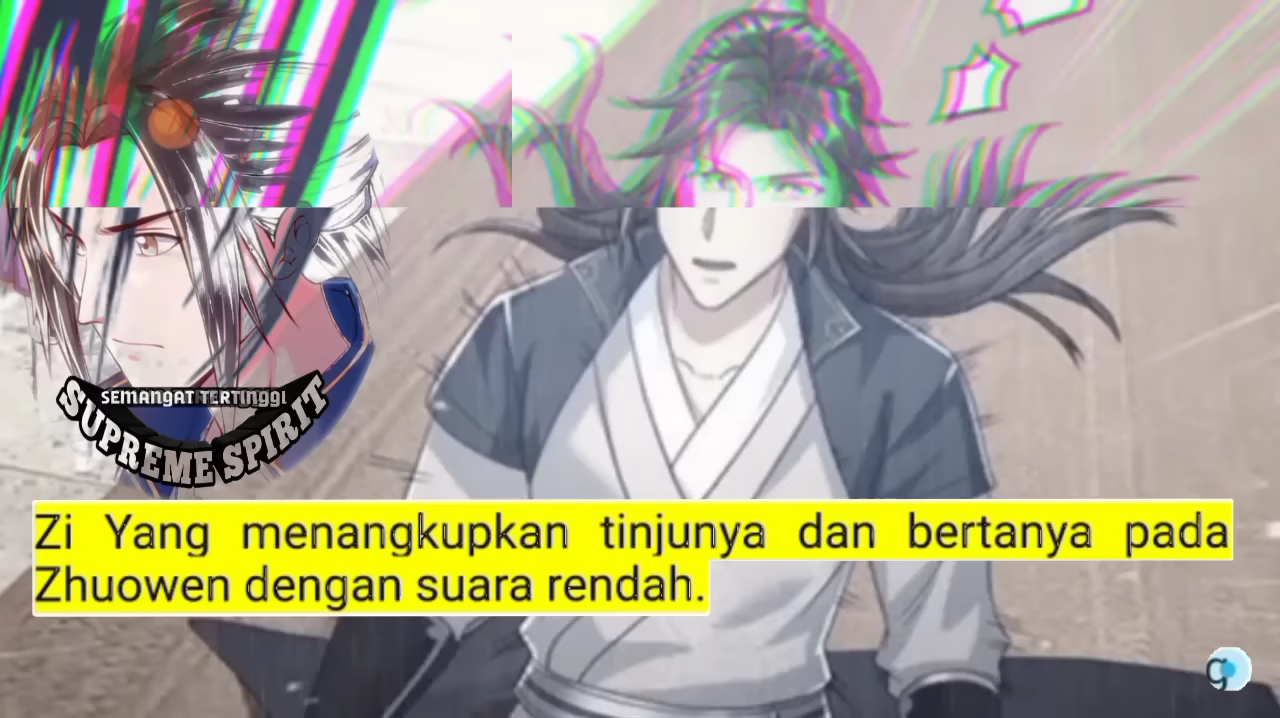 SEMANGAT TERTINGGI
SUPREME SPIRIT
Zi Yang menangkupkan tinjunya dan bertanya pada
Zhuowen dengan suara rendah.
g